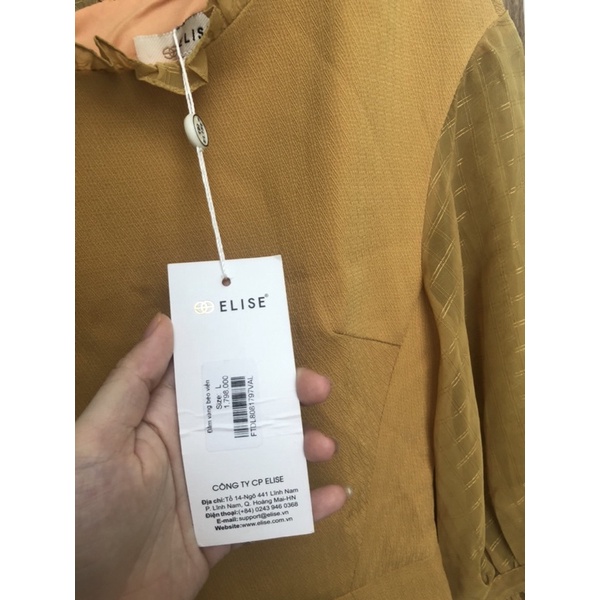 ELIS
ELISE®
Đầm vàng bèo viền
Size: L
1.798.000
FTDL8081797VAL
CÔNG TY CP ELISE
Địa chỉ:Tổ 14-Ngõ 441 Lĩnh Nam
P. Lĩnh Nam, Q. Hoàng Mai-HN
Điện thoại:(+84) 0243 946 0368
E-mail:support@elise.vn
Website:www.elise.com.vn